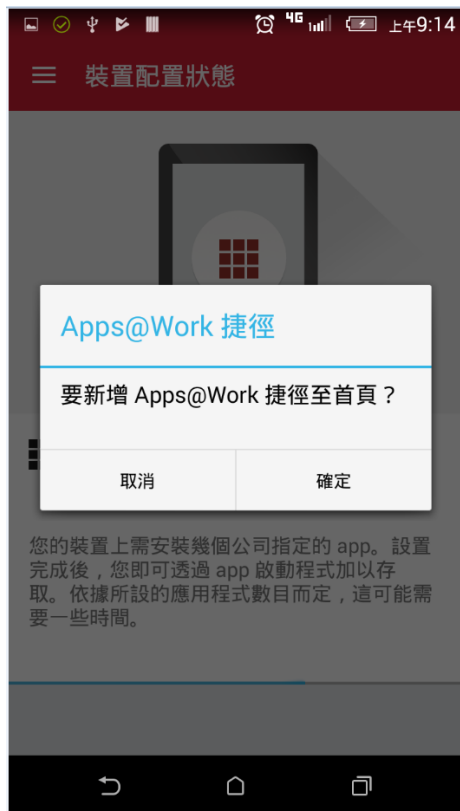 4G 上午9:14
裝置配置狀態
Apps@Work 捷徑
要新增 Apps@Work 捷徑至首頁？
取消 確定
您的裝置上需安裝幾個公司指定的 app。設置
完成後，您即可透過 app 啟動程式加以存
取。依據所設的應用程式數目而定，這可能需
要一些時間。